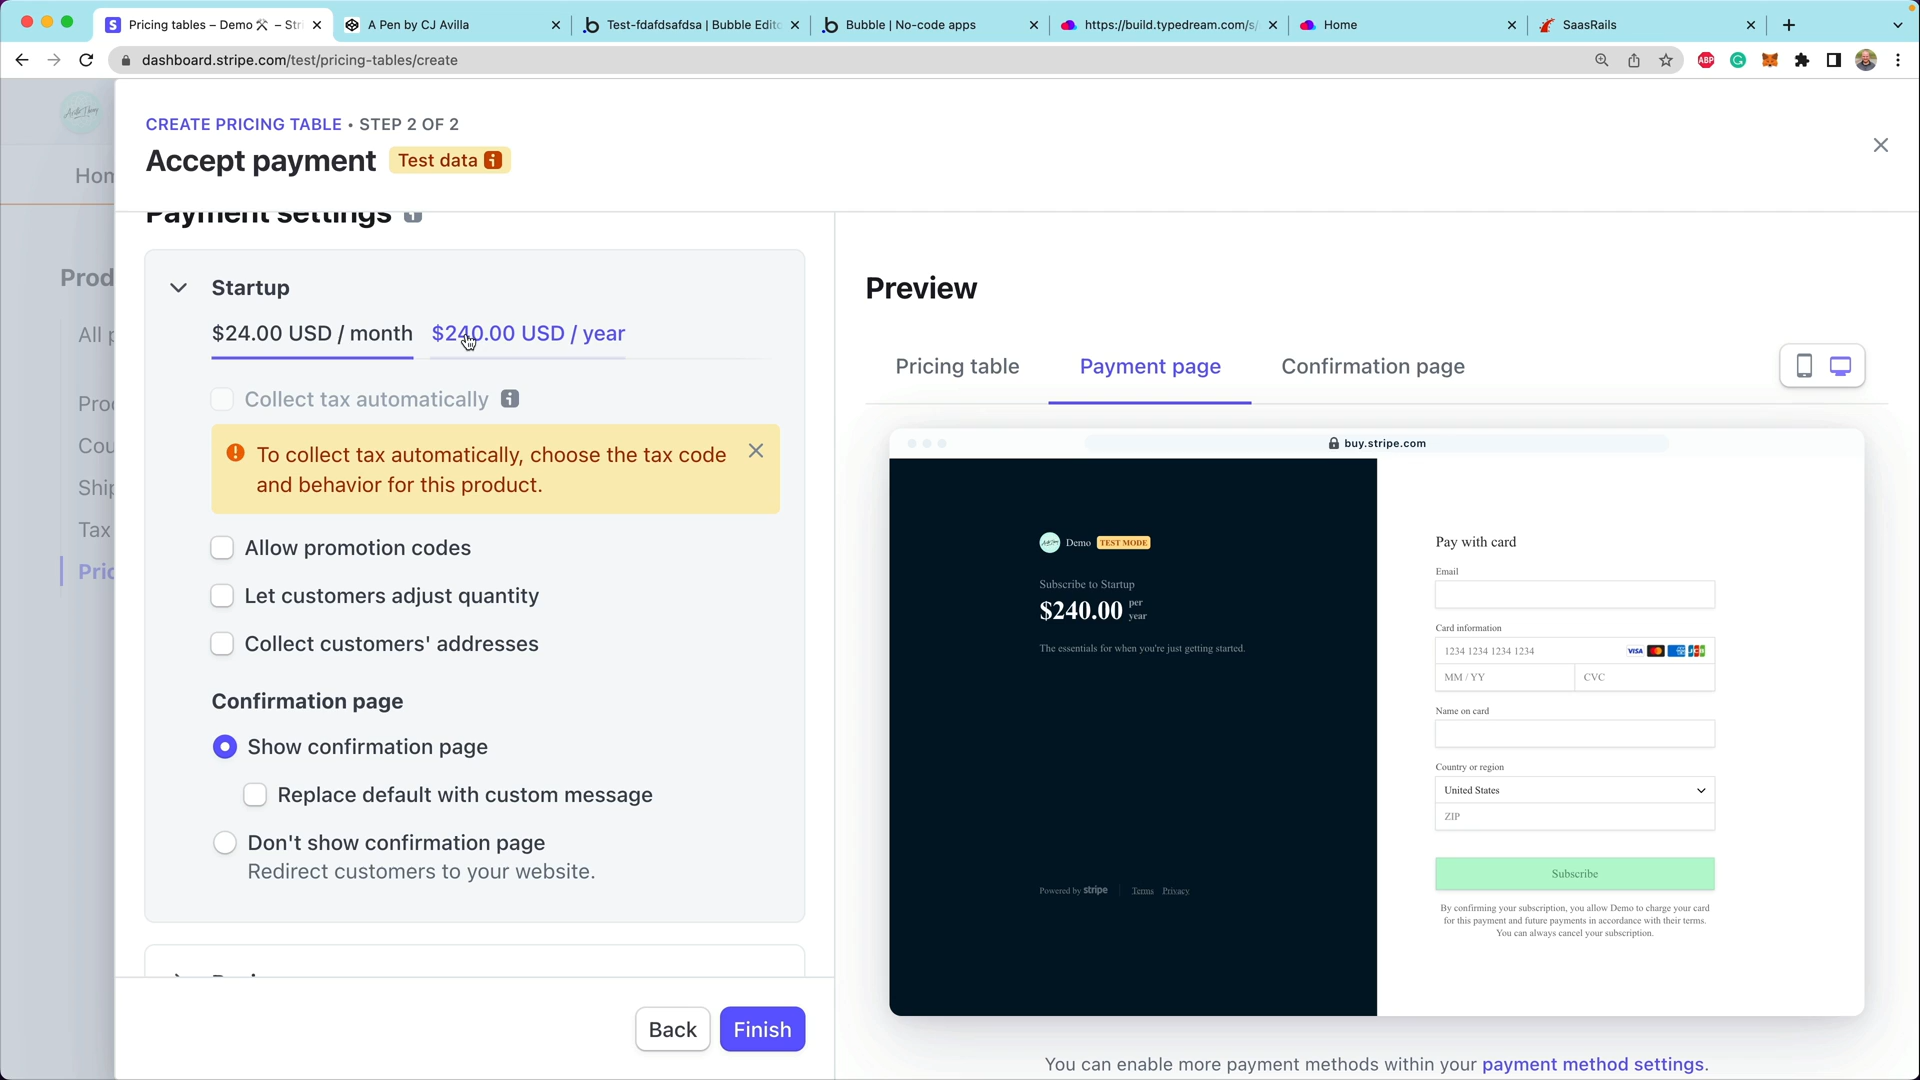 Pricing tables – Demo 🛠 – Stri
A Pen by CJ Avilla
Test-fdafdsafdsa | Bubble Edito
Bubble | No-code apps
https://build.typedream.com/s/
Home
SaasRails
dashboard.stripe.com/test/pricing-tables/create
ABP
Hom
Prod
All p
Prod
Cou
Ship
Tax
Pric
CREATE PRICING TABLE • STEP 2 OF 2
Accept payment
Test data
Payment settings
Startup
$24.00 USD / month
$240.00 USD / year
Collect tax automatically
To collect tax automatically, choose the tax code
and behavior for this product.
Allow promotion codes
Let customers adjust quantity
Collect customers' addresses
Confirmation page
Show confirmation page
Replace default with custom message
Don't show confirmation page
Redirect customers to your website.
Back
Finish
Preview
Pricing table
Payment page
Confirmation page
buy.stripe.com
Demo
TEST MODE
Subscribe to Startup
$240.00 per
year
The essentials for when you're just getting started.
Powered by stripe
Terms
Privacy
Pay with card
Email
Card information
1234 1234 1234 1234
VISA
MM / YY
CVC
Name on card
Country or region
United States
ZIP
Subscribe
By confirming your subscription, you allow Demo to charge your card
for this payment and future payments in accordance with their terms.
You can always cancel your subscription.
You can enable more payment methods within your payment method settings.